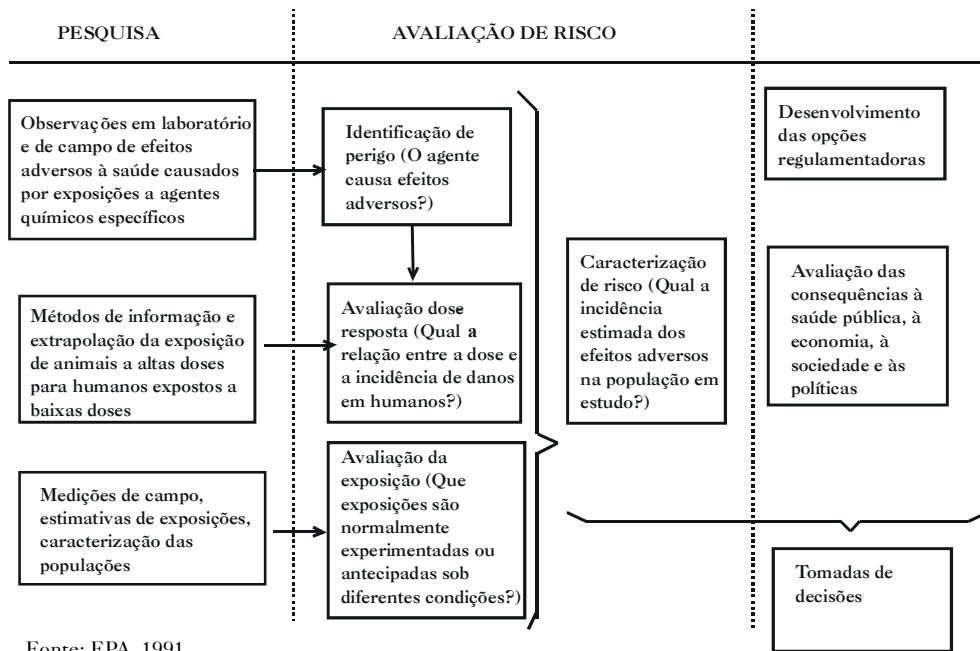 PESQUISA
AVALIAÇÃO DE RISCO
Observações em laboratório
e de campo de efeitos
adversos à saúde causados
por exposições a agentes
químicos específicos
Identificação de
perigo (O agente
causa efeitos
adversos?)
Desenvolvimento
das opções
regulamentadoras
Métodos de informação e
extrapolação da exposição
de animais a altas doses
para humanos expostos a
baixas doses
Avaliação dose
resposta (Qual a
relação entre a dose e
a incidência de danos
em humanos?)
Caracterização
de risco (Qual a
incidência
estimada dos
efeitos adversos
na população em
estudo?)
Avaliação das
consequências à
saúde pública, à
economia, à
sociedade e às
políticas
Medições de campo,
estimativas de exposições,
caracterização das
populações
Avaliação da
exposição (Que
exposições são
normalmente
experimentadas ou
antecipadas sob
diferentes condições?)
Tomadas de
decisões
Fonte: EPA, 1991